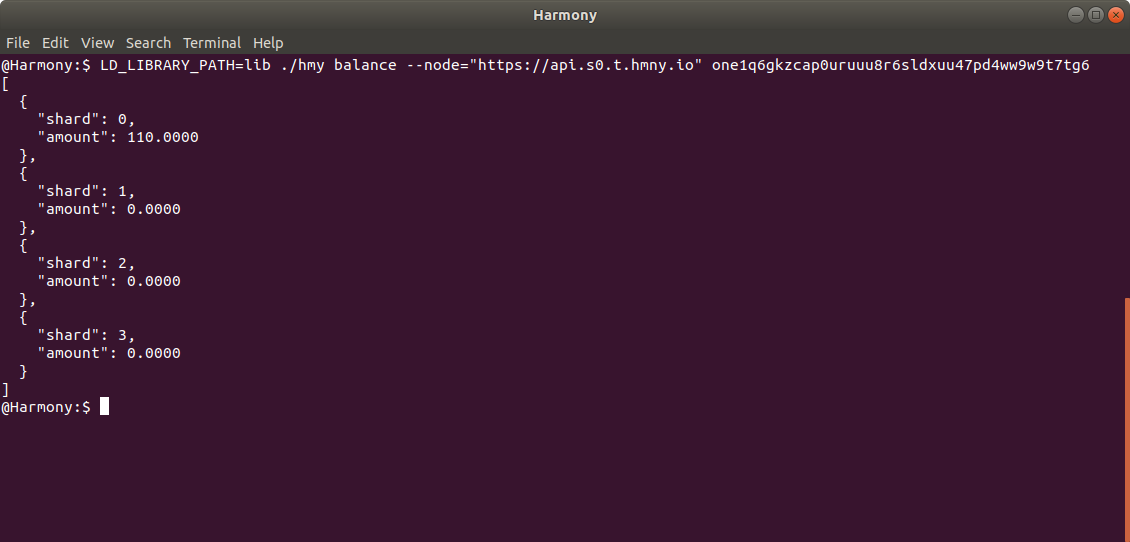 Harmony
File Edit View Search Terminal Help
@Harmony:$ LD_LIBRARY_PATH=lib ./hmy balance --node="https://api.s0.t.hmny.io" one1q6gkzcap0uruuu8r6sldxuu47pd4ww9w9t7tg6
[
  {
    "shard": 0,
    "amount": 110.0000
  },
  {
    "shard": 1,
    "amount": 0.0000
  },
  {
    "shard": 2,
    "amount": 0.0000
  },
  {
    "shard": 3,
    "amount": 0.0000
  }
]
@Harmony:$